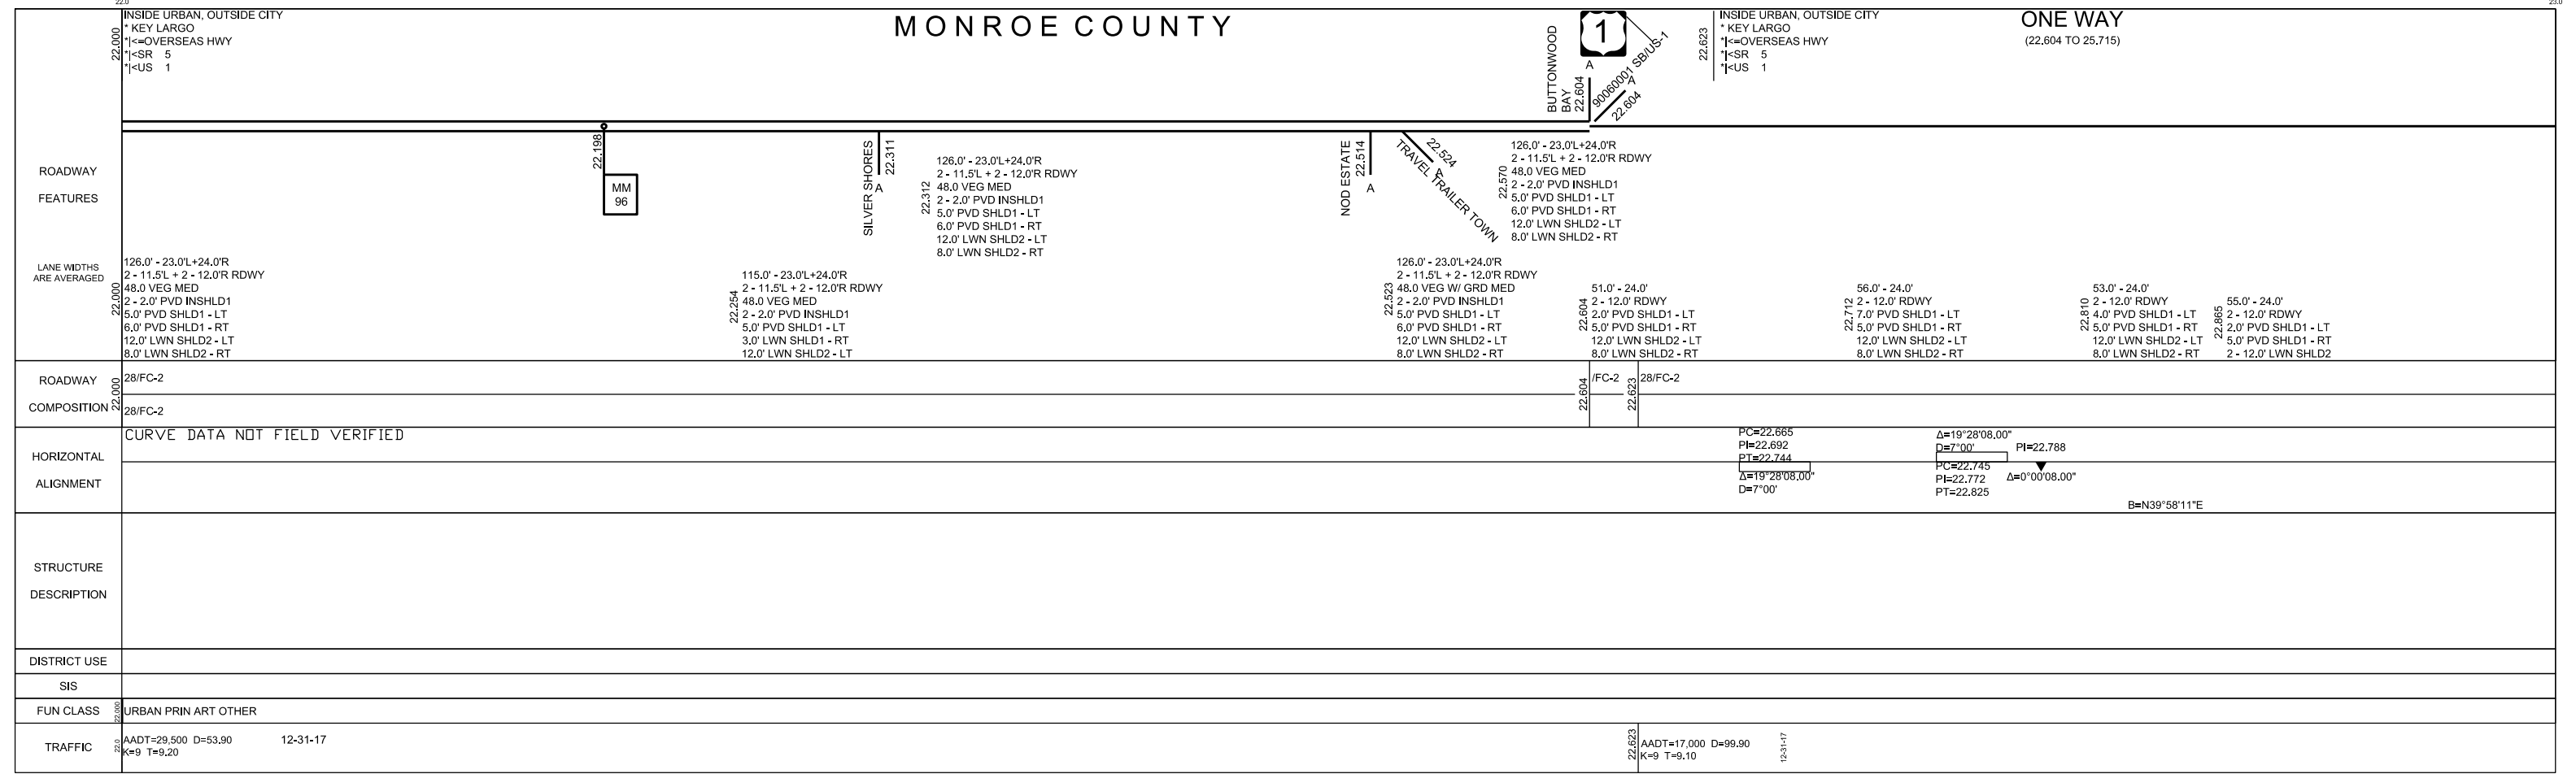 22.0
23.0
22.000
INSIDE URBAN, OUTSIDE CITY
* KEY LARGO
*|<=OVERSEAS HWY
*|<SR 5
*|<US 1
MONROE COUNTY
BUTTONWOOD
BAY
22.604
A
1
90060001 SB/US-1
A
22.604
22.623
INSIDE URBAN, OUTSIDE CITY
* KEY LARGO
*|<=OVERSEAS HWY
*|<SR 5
*|<US 1
ONE WAY
(22.604 TO 25.715)
ROADWAY
FEATURES
LANE WIDTHS
ARE AVERAGED
22.198
MM
96
SILVER SHORES
22.311
A
22.312
126.0' - 23.0'L+24.0'R
2 - 11.5'L + 2 - 12.0'R RDWY
48.0 VEG MED
2 - 2.0' PVD INSHLD1
5.0' PVD SHLD1 - LT
6.0' PVD SHLD1 - RT
12.0' LWN SHLD2 - LT
8.0' LWN SHLD2 - RT
NOD ESTATE
22.514
A
22.524
A
TRAVEL TRAILER TOWN
22.570
126.0' - 23.0'L+24.0'R
2 - 11.5'L + 2 - 12.0'R RDWY
48.0 VEG MED
2 - 2.0' PVD INSHLD1
5.0' PVD SHLD1 - LT
6.0' PVD SHLD1 - RT
12.0' LWN SHLD2 - LT
8.0' LWN SHLD2 - RT
22.000
126.0' - 23.0'L+24.0'R
2 - 11.5'L + 2 - 12.0'R RDWY
48.0 VEG MED
2 - 2.0' PVD INSHLD1
5.0' PVD SHLD1 - LT
6.0' PVD SHLD1 - RT
12.0' LWN SHLD2 - LT
8.0' LWN SHLD2 - RT
22.254
115.0' - 23.0'L+24.0'R
2 - 11.5'L + 2 - 12.0'R RDWY
48.0 VEG MED
2 - 2.0' PVD INSHLD1
5.0' PVD SHLD1 - LT
3.0' LWN SHLD1 - RT
12.0' LWN SHLD2 - LT
22.523
126.0' - 23.0'L+24.0'R
2 - 11.5'L + 2 - 12.0'R RDWY
48.0 VEG W/ GRD MED
2 - 2.0' PVD INSHLD1
5.0' PVD SHLD1 - LT
6.0' PVD SHLD1 - RT
12.0' LWN SHLD2 - LT
8.0' LWN SHLD2 - RT
22.604
51.0' - 24.0'
2 - 12.0' RDWY
2.0' PVD SHLD1 - LT
5.0' PVD SHLD1 - RT
12.0' LWN SHLD2 - LT
8.0' LWN SHLD2 - RT
22.712
56.0' - 24.0'
2 - 12.0' RDWY
7.0' PVD SHLD1 - LT
5.0' PVD SHLD1 - RT
12.0' LWN SHLD2 - LT
8.0' LWN SHLD2 - RT
22.810
53.0' - 24.0'
2 - 12.0' RDWY
4.0' PVD SHLD1 - LT
5.0' PVD SHLD1 - RT
12.0' LWN SHLD2 - LT
8.0' LWN SHLD2 - RT
22.865
55.0' - 24.0'
2 - 12.0' RDWY
2.0' PVD SHLD1 - LT
5.0' PVD SHLD1 - RT
2 - 12.0' LWN SHLD2
ROADWAY
COMPOSITION
22.000
28/FC-2
28/FC-2
22.604
/FC-2
22.623
28/FC-2
HORIZONTAL
ALIGNMENT
CURVE DATA NOT FIELD VERIFIED
PC=22.665
PI=22.692
PT=22.744
Δ=19°28'08.00"
D=7°00'
Δ=19°28'08.00"
D=7°00'
PC=22.745
PI=22.772
PT=22.825
PI=22.788
Δ=0°00'08.00"
B=N39°58'11"E
STRUCTURE
DESCRIPTION
DISTRICT USE
SIS
FUN CLASS
22.000
URBAN PRIN ART OTHER
TRAFFIC
22.0
AADT=29,500 D=53.90 12-31-17
K=9 T=9.20
22.623
AADT=17,000 D=99.90
K=9 T=9.10
12-31-17